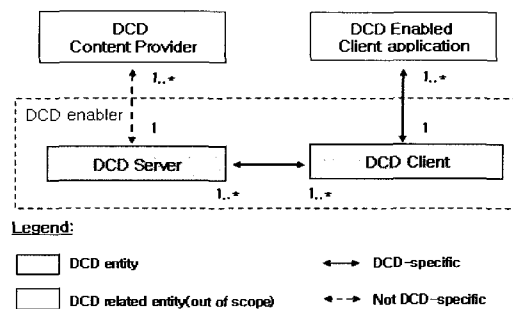 DCD
Content Provider
DCD Enabled
Client application
1..*
1..*
DCD enabler
1
1
DCD Server
DCD Client
1..*
1..*
Legend:
DCD entity
DCD-specific
DCD related entity(out of scope)
Not DCD-specific